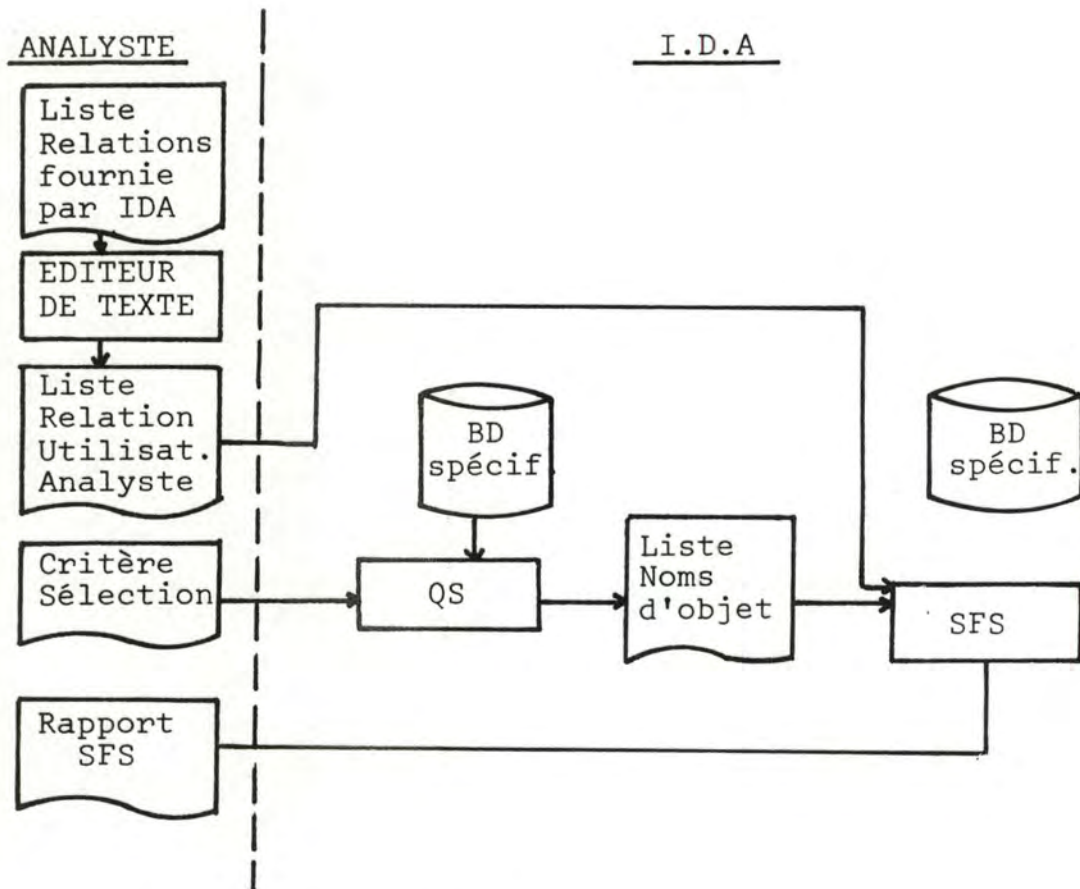 ANALYSTE
I.D.A
Liste
Relations
fournie
par IDA
EDITEUR
DE TEXTE
Liste
Relation
Utilisat.
Analyste
BD
spécif
BD
spécif.
Critère
Sélection
QS
Liste
Noms
d'objet
SFS
Rapport
SFS